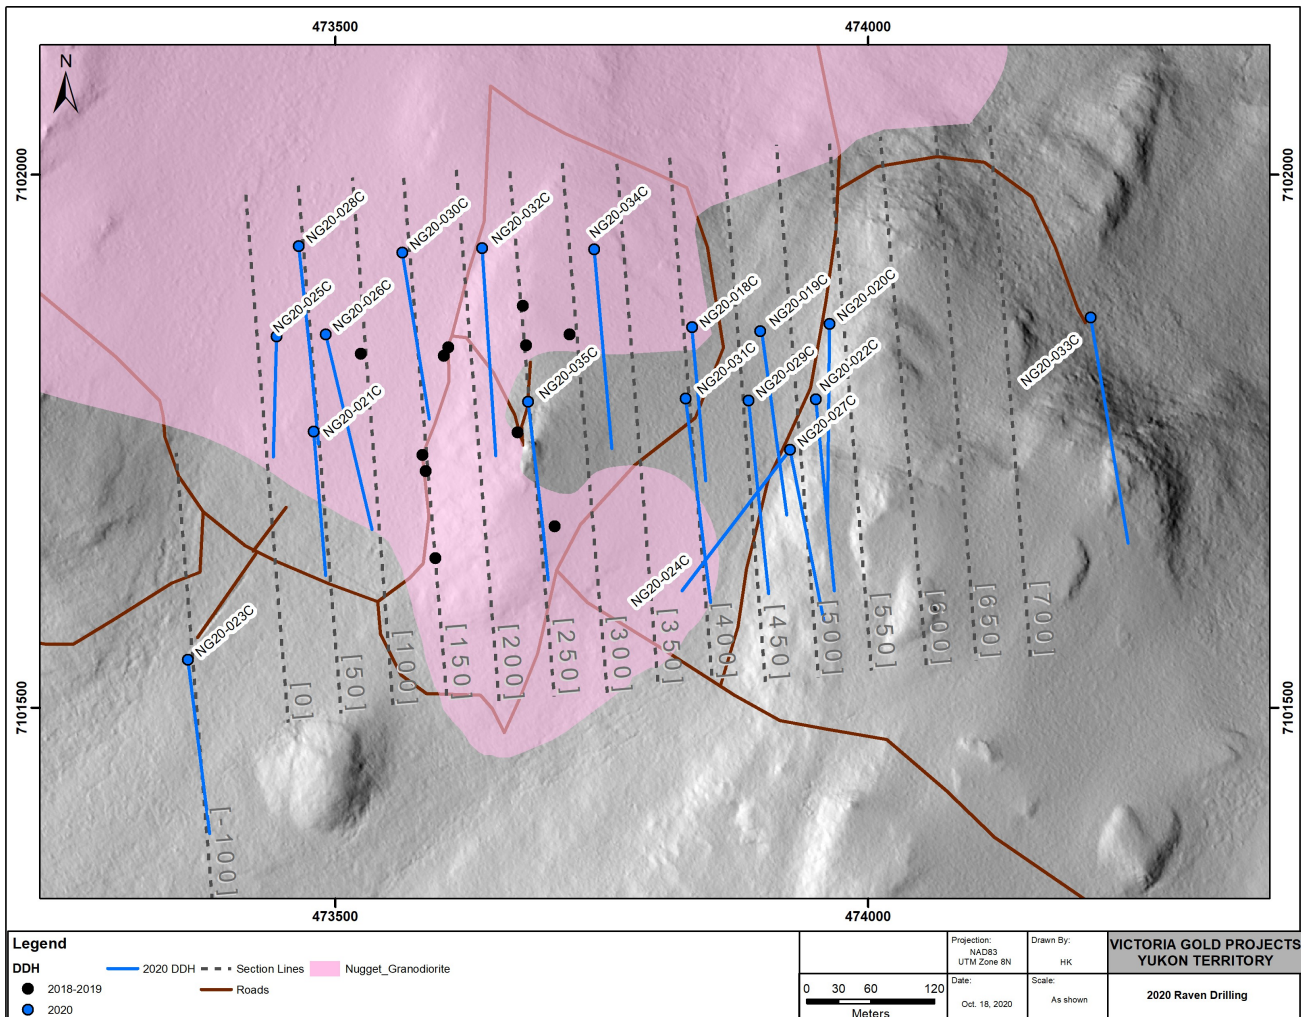 473500
474000
N
7102000
7102000
NG20-028C
NG20-030C
NG20-032C
NG20-034C
NG20-025C
NG20-026C
NG20-018C
NG20-019C
NG20-020C
NG20-033C
NG20-035C
NG20-031C
NG20-029C
NG20-022C
NG20-021C
NG20-027C
NG20-024C
NG20-023C
[-100]
[0]
[50]
[100]
[150]
[200]
[250]
[300]
[350]
[400]
[450]
[500]
[550]
[600]
[650]
[700]
7101500
7101500
473500
474000
Legend
DDH
2018-2019
2020
2020 DDH
Section Lines
Nugget_Granodiorite
Roads
0 30 60 120
Meters
Projection:
NAD83
UTM Zone 8N
Drawn By:
HK
Date:
Oct. 18, 2020
Scale:
As shown
VICTORIA GOLD PROJECTS
YUKON TERRITORY
2020 Raven Drilling